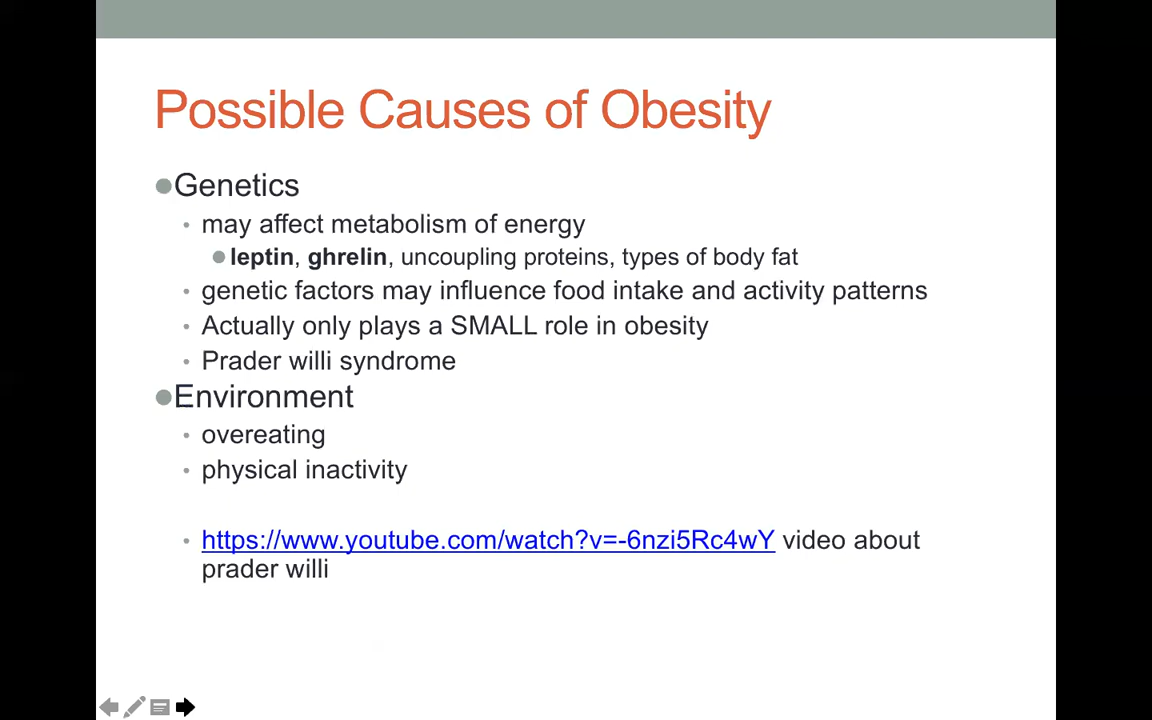 Possible Causes of Obesity
Genetics
may affect metabolism of energy
leptin, ghrelin, uncoupling proteins, types of body fat
genetic factors may influence food intake and activity patterns
Actually only plays a SMALL role in obesity
Prader willi syndrome
Environment
overeating
physical inactivity
https://www.youtube.com/watch?v=-6nzi5Rc4wY video about
prader willi